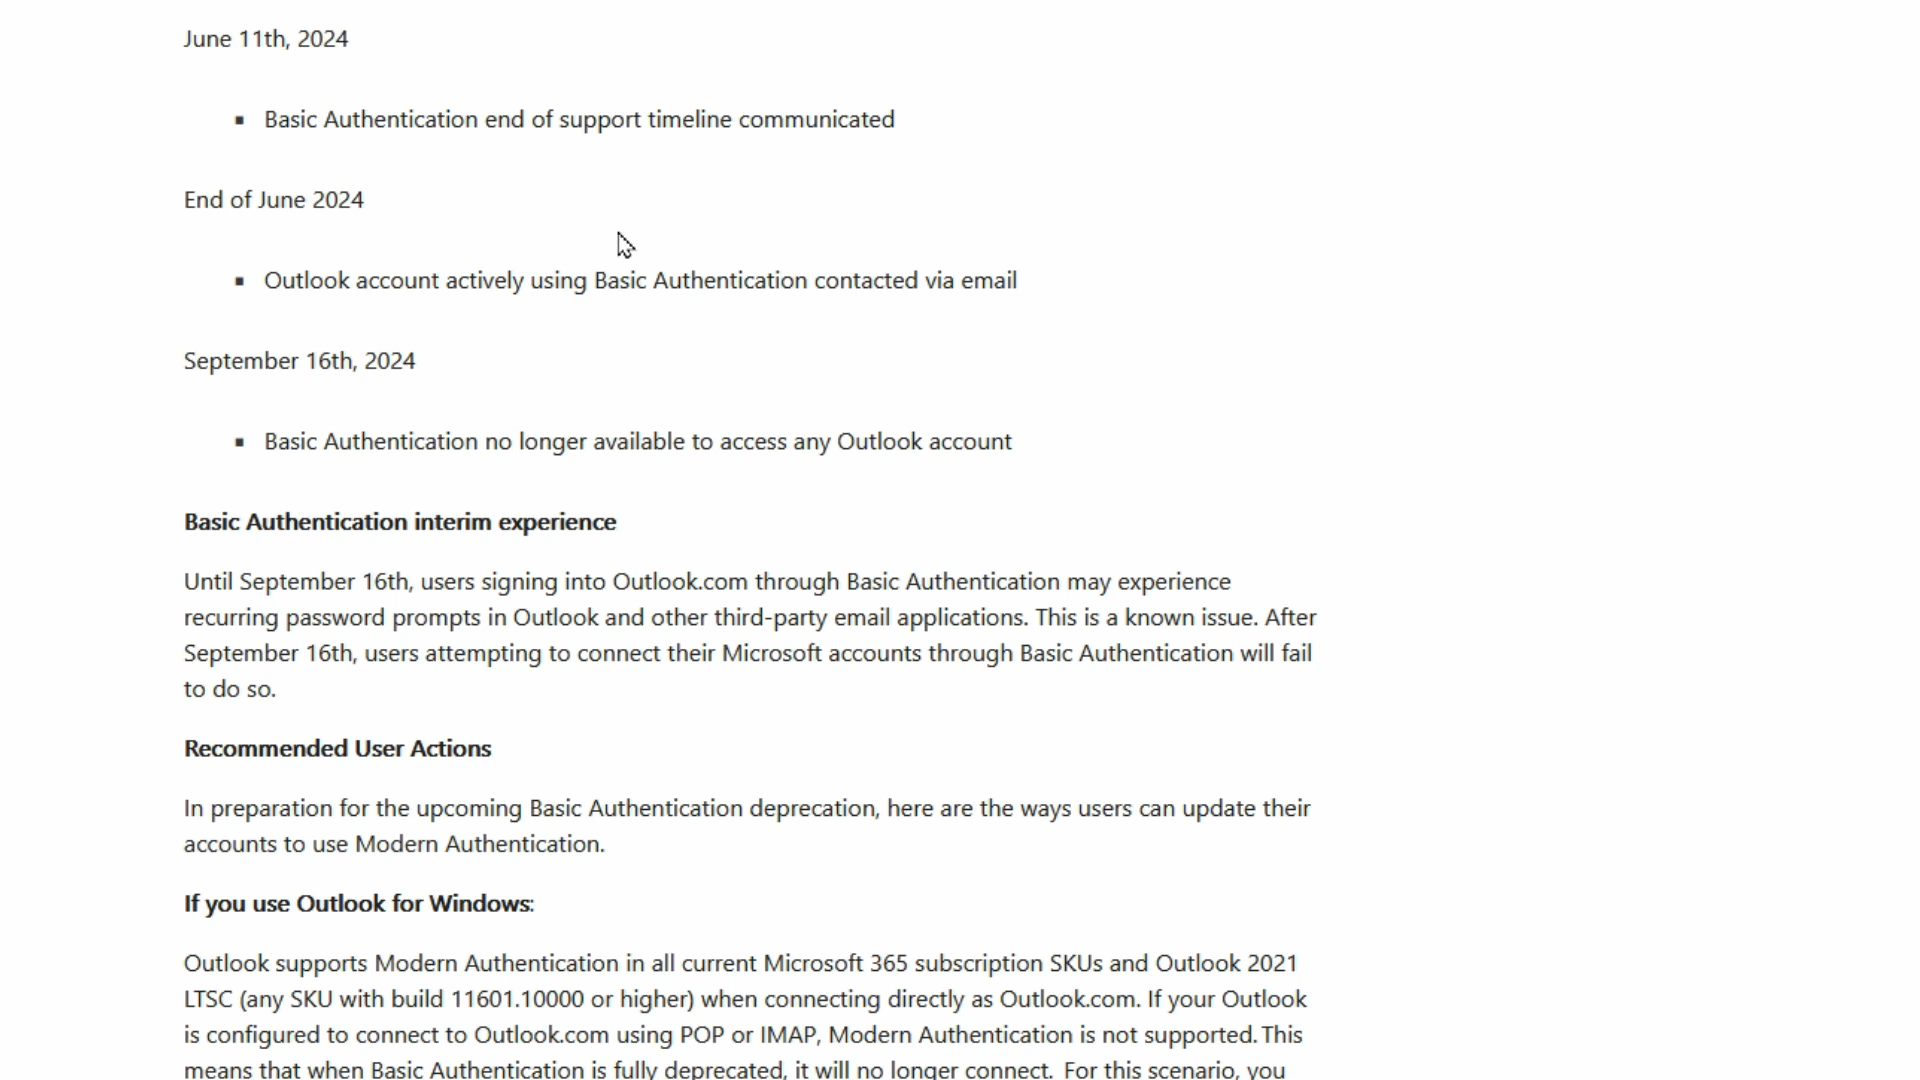 June 11th, 2024
▪ Basic Authentication end of support timeline communicated
End of June 2024
▪ Outlook account actively using Basic Authentication contacted via email
September 16th, 2024
▪ Basic Authentication no longer available to access any Outlook account
Basic Authentication interim experience
Until September 16th, users signing into Outlook.com through Basic Authentication may experience
recurring password prompts in Outlook and other third-party email applications. This is a known issue. After
September 16th, users attempting to connect their Microsoft accounts through Basic Authentication will fail
to do so.
Recommended User Actions
In preparation for the upcoming Basic Authentication deprecation, here are the ways users can update their
accounts to use Modern Authentication.
If you use Outlook for Windows:
Outlook supports Modern Authentication in all current Microsoft 365 subscription SKUs and Outlook 2021
LTSC (any SKU with build 11601.10000 or higher) when connecting directly as Outlook.com. If your Outlook
is configured to connect to Outlook.com using POP or IMAP, Modern Authentication is not supported. This
means that when Basic Authentication is fully deprecated, it will no longer connect. For this scenario, you